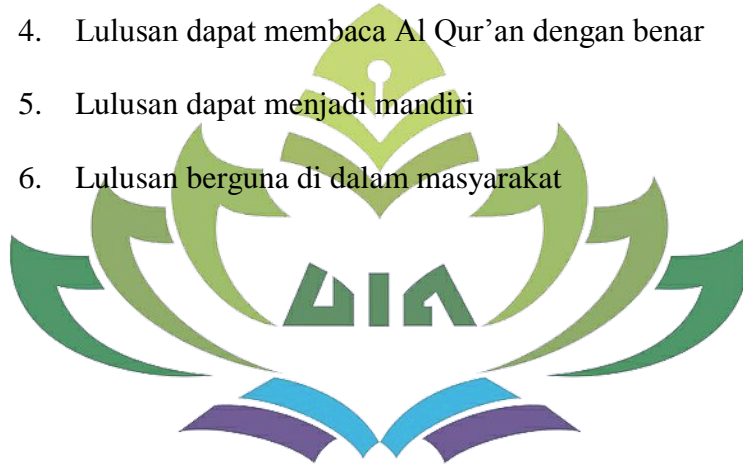 4. Lulusan dapat membaca Al Qur’an dengan benar
5. Lulusan dapat menjadi mandiri
6. Lulusan berguna di dalam masyarakat
UIN